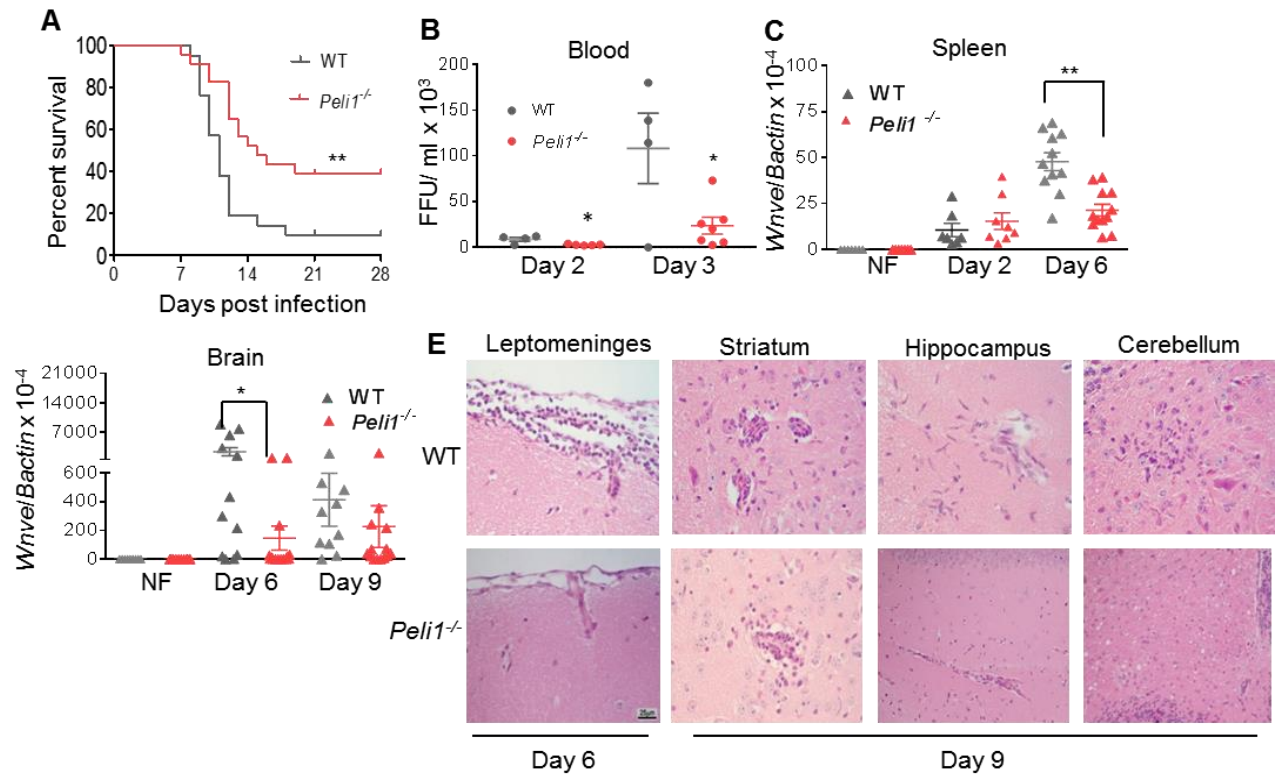 A
Percent survival
100
80
60
40
20
0
0 7 14 21 28
Days post infection
WT
Peli1-/-
**
B
Blood
FFU/ ml x 10³
200
150
100
50
0
WT
Peli1-/-
*
*
Day 2 Day 3
C
Spleen
Wnve/Bactin x 10-4
100
75
50
25
0
WT
Peli1 -/-
**
NF Day 2 Day 6
Brain
Wnve/Bactin x 10-4
21000
14000
7000
600
400
200
0
*
WT
Peli1-/-
NF Day 6 Day 9
E
Leptomeninges Striatum Hippocampus Cerebellum
WT
Peli1-/-
25μm
Day 6 Day 9